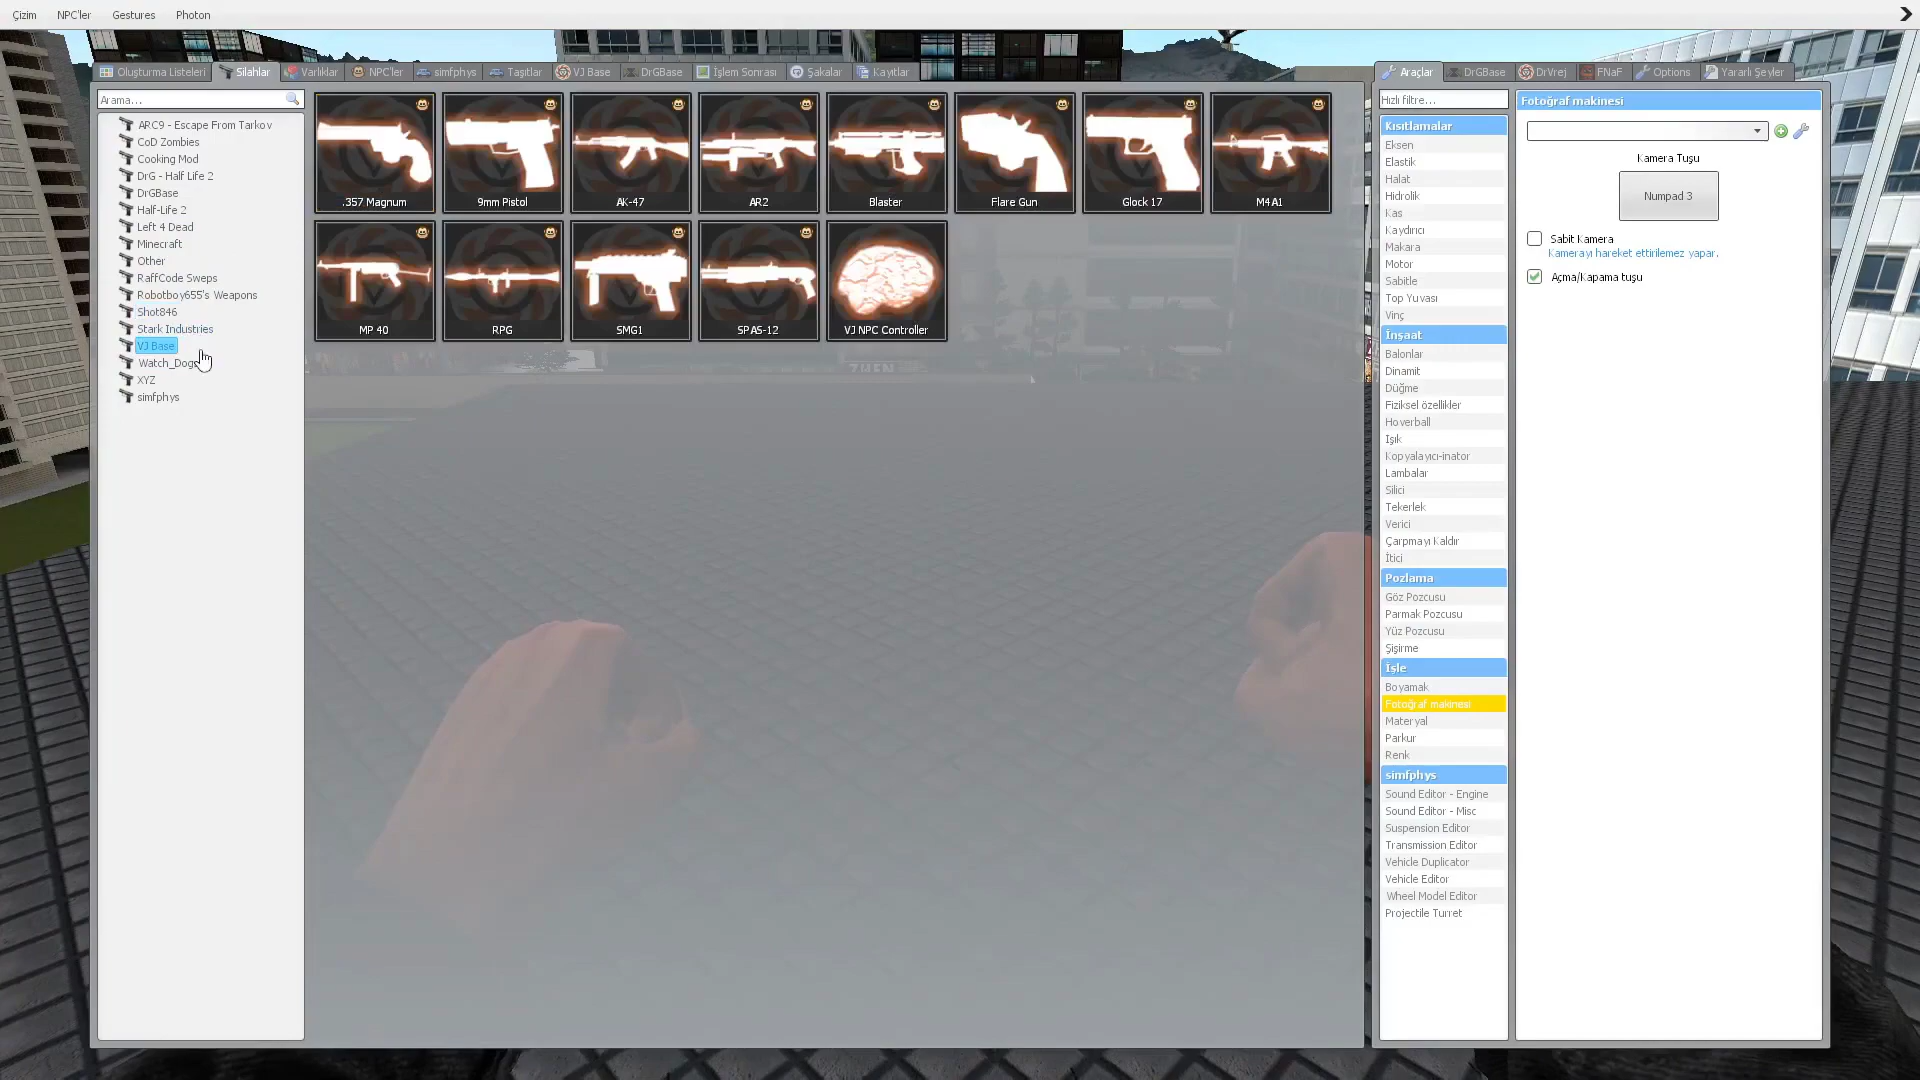 Çizim NPC'ler Gestures Photon
Oluşturma Listeleri Silahlar Varlıklar NPC'ler simfphys Taşıtlar VJ Base DrGBase İşlem Sonrası Şakalar Kayıtlar
Arama...
ARC9 - Escape From Tarkov
CoD Zombies
Cooking Mod
DrG - Half Life 2
DrGBase
Half-Life 2
Left 4 Dead
Minecraft
Other
RaffCode Sweps
Robotboy655's Weapons
Shot846
Stark Industries
VJ Base
Watch_Dogs
XYZ
simfphys
.357 Magnum 9mm Pistol AK-47 AR2 Blaster Flare Gun Glock 17 M4A1
MP 40 RPG SMG1 SPAS-12 VJ NPC Controller
ZHEN
Araçlar DrGBase DrVrej FNaF Options Yararlı Şeyler
Hızlı filtre...
Kısıtlamalar
Eksen
Elastik
Halat
Hidrolik
Kas
Kaydırıcı
Makara
Motor
Sabitle
Top Yuvası
Vinç
İnşaat
Balonlar
Dinamit
Düğme
Fiziksel özellikler
Hoverball
Işık
Kopyalayıcı-inator
Lambalar
Silici
Tekerlek
Verici
Çarpmayı Kaldır
İtici
Pozlama
Göz Pozcusu
Parmak Pozcusu
Yüz Pozcusu
Şişirme
İşle
Boyamak
Fotoğraf makinesi
Materyal
Parkur
Renk
simfphys
Sound Editor - Engine
Sound Editor - Misc
Suspension Editor
Transmission Editor
Vehicle Duplicator
Vehicle Editor
Wheel Model Editor
Projectile Turret
Fotoğraf makinesi
Kamera Tuşu
Numpad 3
Sabit Kamera
Kamerayı hareket ettirilemez yapar.
Açma/Kapama tuşu